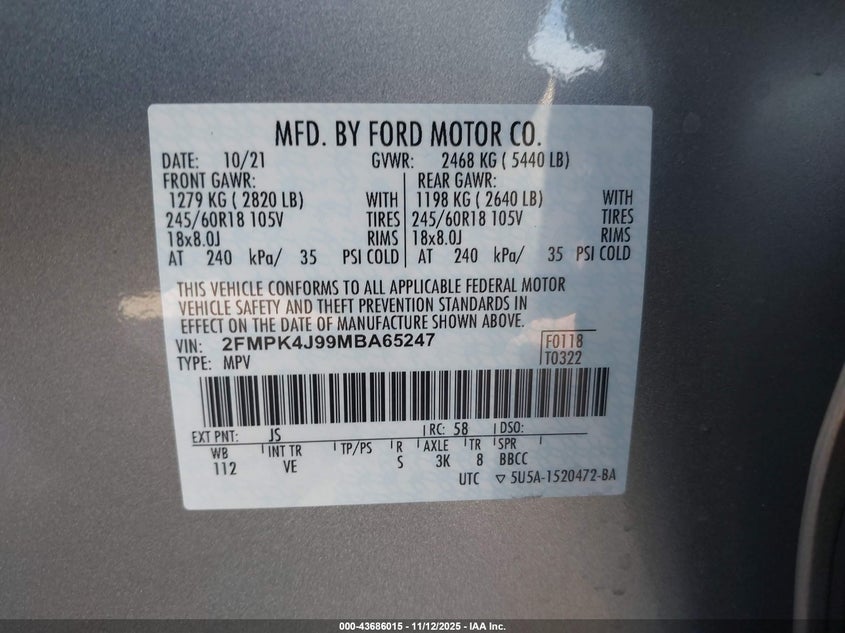 MFD. BY FORD MOTOR CO.
DATE: 10/21 GVWR: 2468 KG ( 5440 LB)
FRONT GAWR: REAR GAWR:
1279 KG ( 2820 LB) WITH 1198 KG ( 2640 LB) WITH
245/60R18 105V TIRES 245/60R18 105V TIRES
18x8.0J RIMS 18x8.0J RIMS
AT 240 kPa/ 35 PSI COLD AT 240 kPa/ 35 PSI COLD
THIS VEHICLE CONFORMS TO ALL APPLICABLE FEDERAL MOTOR
VEHICLE SAFETY AND THEFT PREVENTION STANDARDS IN
EFFECT ON THE DATE OF MANUFACTURE SHOWN ABOVE.
VIN: 2FMPK4J99MBA65247 F0118
TYPE: MPV T0322
EXT PNT: JS RC: 58 DSO:
WB INT TR TP/PS R AXLE TR SPR
112 VE S 3K 8 BBCC
UTC ▽ 5U5A-1520472-BA
000-43686015 - 11/12/2025 - IAA Inc.